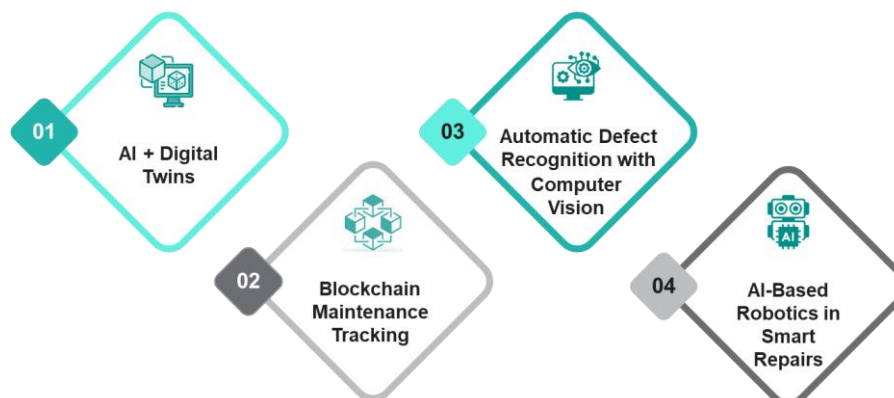 01
AI + Digital
Twins
02
Blockchain
Maintenance
Tracking
03
Automatic Defect
Recognition with
Computer
Vision
04
AI
AI-Based
Robotics in
Smart
Repairs